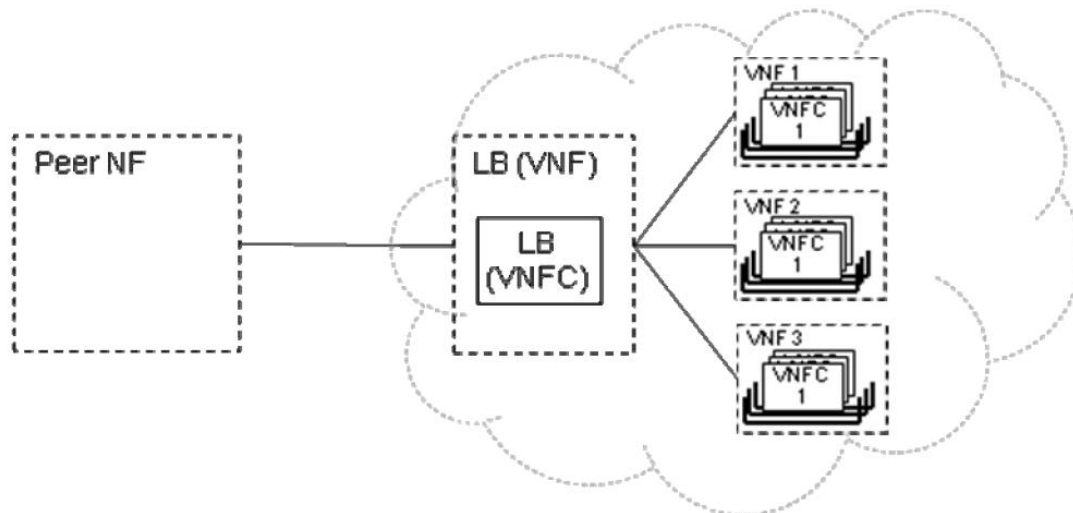 Peer NF
LB (VNF)
LB
(VNFC)
VNF 1
VNFC
1
VNF 2
VNFC
1
VNF 3
VNFC
1